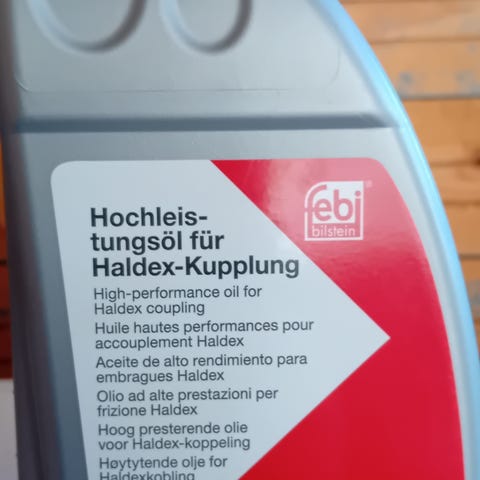 febi®
bilstein
Hochleis-
tungsöl für
Haldex-Kupplung
High-performance oil for
Haldex coupling
Huile hautes performances pour
accouplement Haldex
Aceite de alto rendimiento para
embragues Haldex
Olio ad alte prestazioni per
frizione Haldex
Hoog presterende olie
voor Haldex-koppeling
Høytytende olje for
Haldexkobling